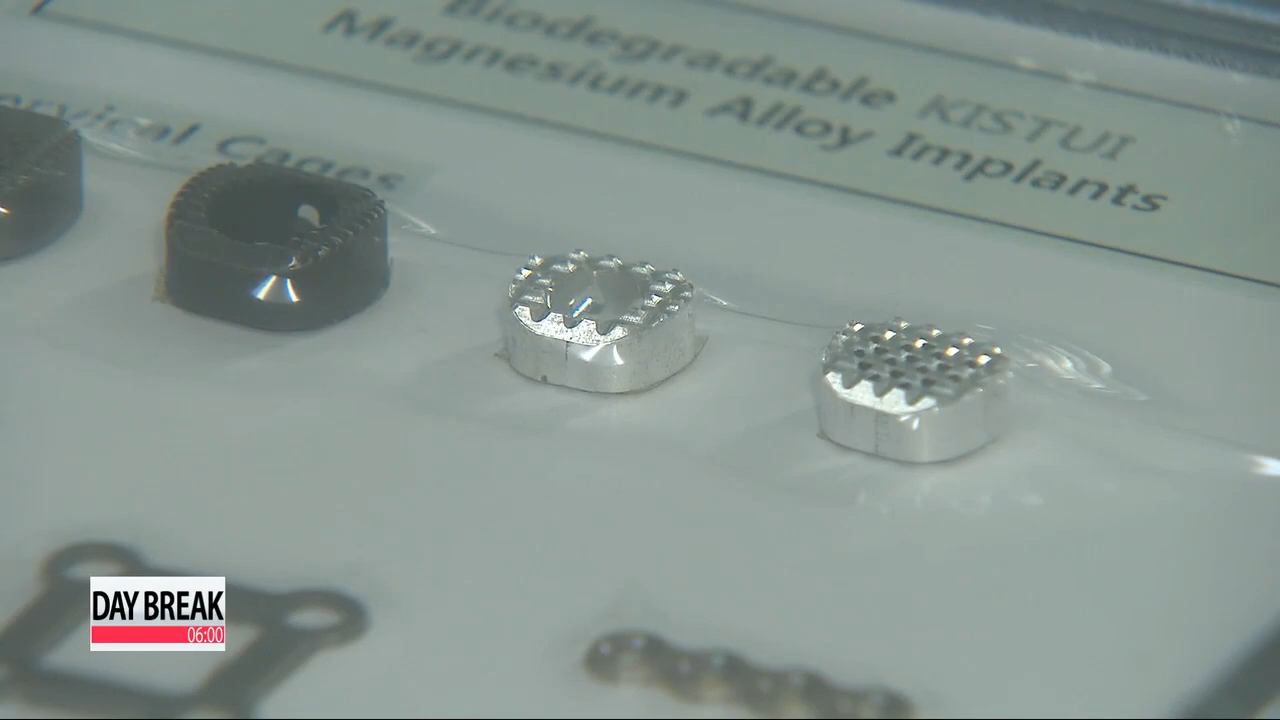 Biodegradable KISTUI
Magnesium Alloy Implants
Cages
DAY BREAK
06:00